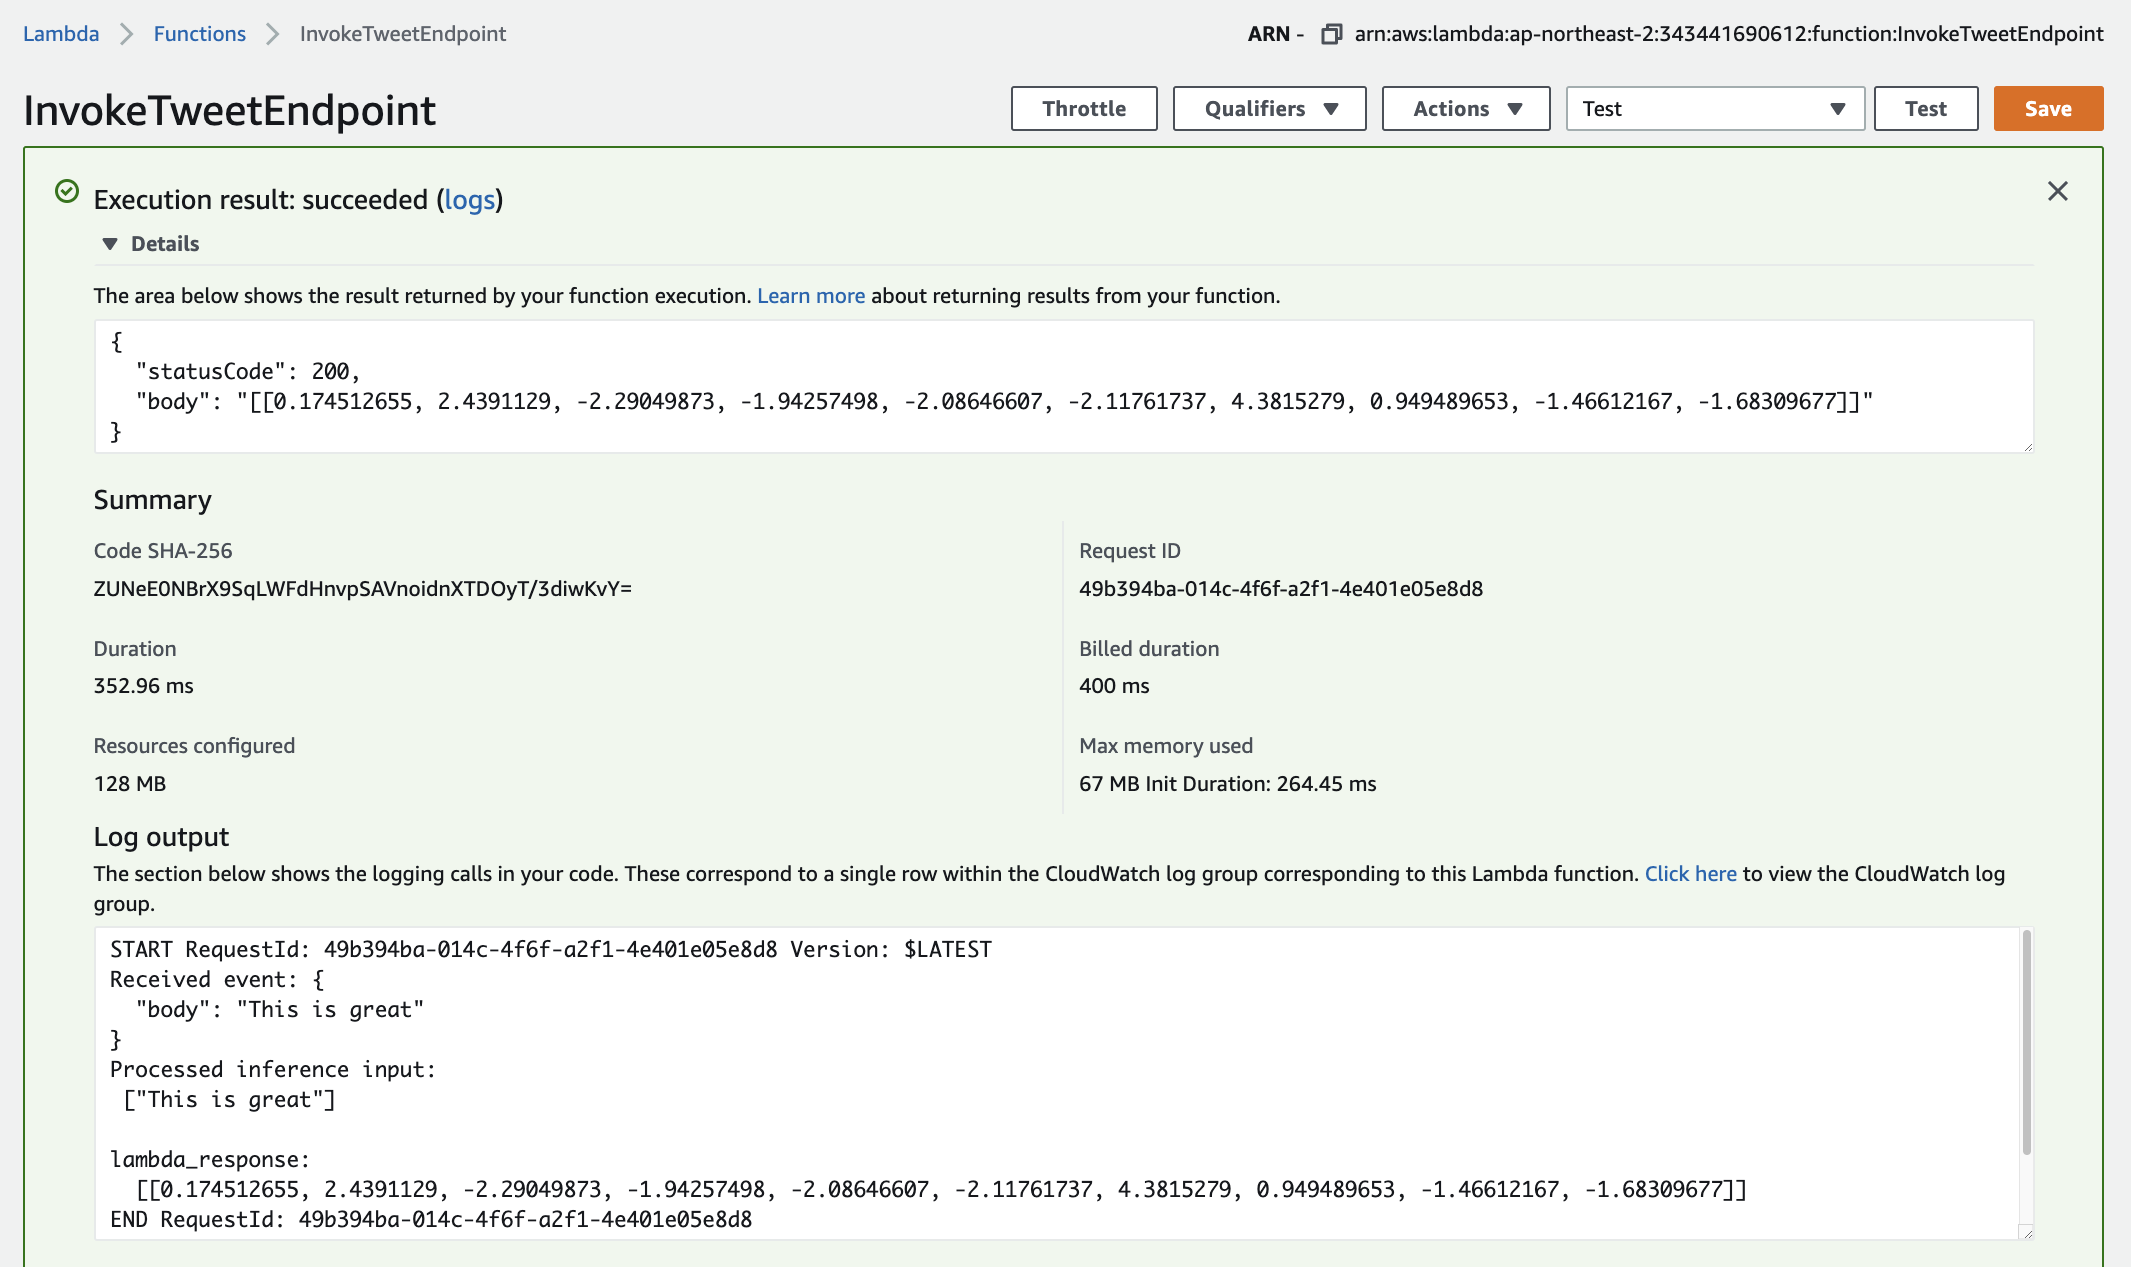 Lambda > Functions > InvokeTweetEndpoint
ARN - arn:aws:lambda:ap-northeast-2:343441690612:function:InvokeTweetEndpoint
InvokeTweetEndpoint
Throttle
Qualifiers
Actions
Test
Test
Save
Execution result: succeeded (logs)
Details
The area below shows the result returned by your function execution. Learn more about returning results from your function.
{
"statusCode": 200,
"body": "[[0.174512655, 2.4391129, -2.29049873, -1.94257498, -2.08646607, -2.11761737, 4.3815279, 0.949489653, -1.46612167, -1.68309677]]"
}
Summary
Code SHA-256
ZUNeE0NBrX9SqLWFdHnvpSAVnoidnXTDOyT/3diwKvY=
Request ID
49b394ba-014c-4f6f-a2f1-4e401e05e8d8
Duration
352.96 ms
Billed duration
400 ms
Resources configured
128 MB
Max memory used
67 MB Init Duration: 264.45 ms
Log output
The section below shows the logging calls in your code. These correspond to a single row within the CloudWatch log group corresponding to this Lambda function. Click here to view the CloudWatch log
group.
START RequestId: 49b394ba-014c-4f6f-a2f1-4e401e05e8d8 Version: $LATEST
Received event: {
"body": "This is great"
}
Processed inference input:
["This is great"]
lambda_response:
[[0.174512655, 2.4391129, -2.29049873, -1.94257498, -2.08646607, -2.11761737, 4.3815279, 0.949489653, -1.46612167, -1.68309677]]
END RequestId: 49b394ba-014c-4f6f-a2f1-4e401e05e8d8